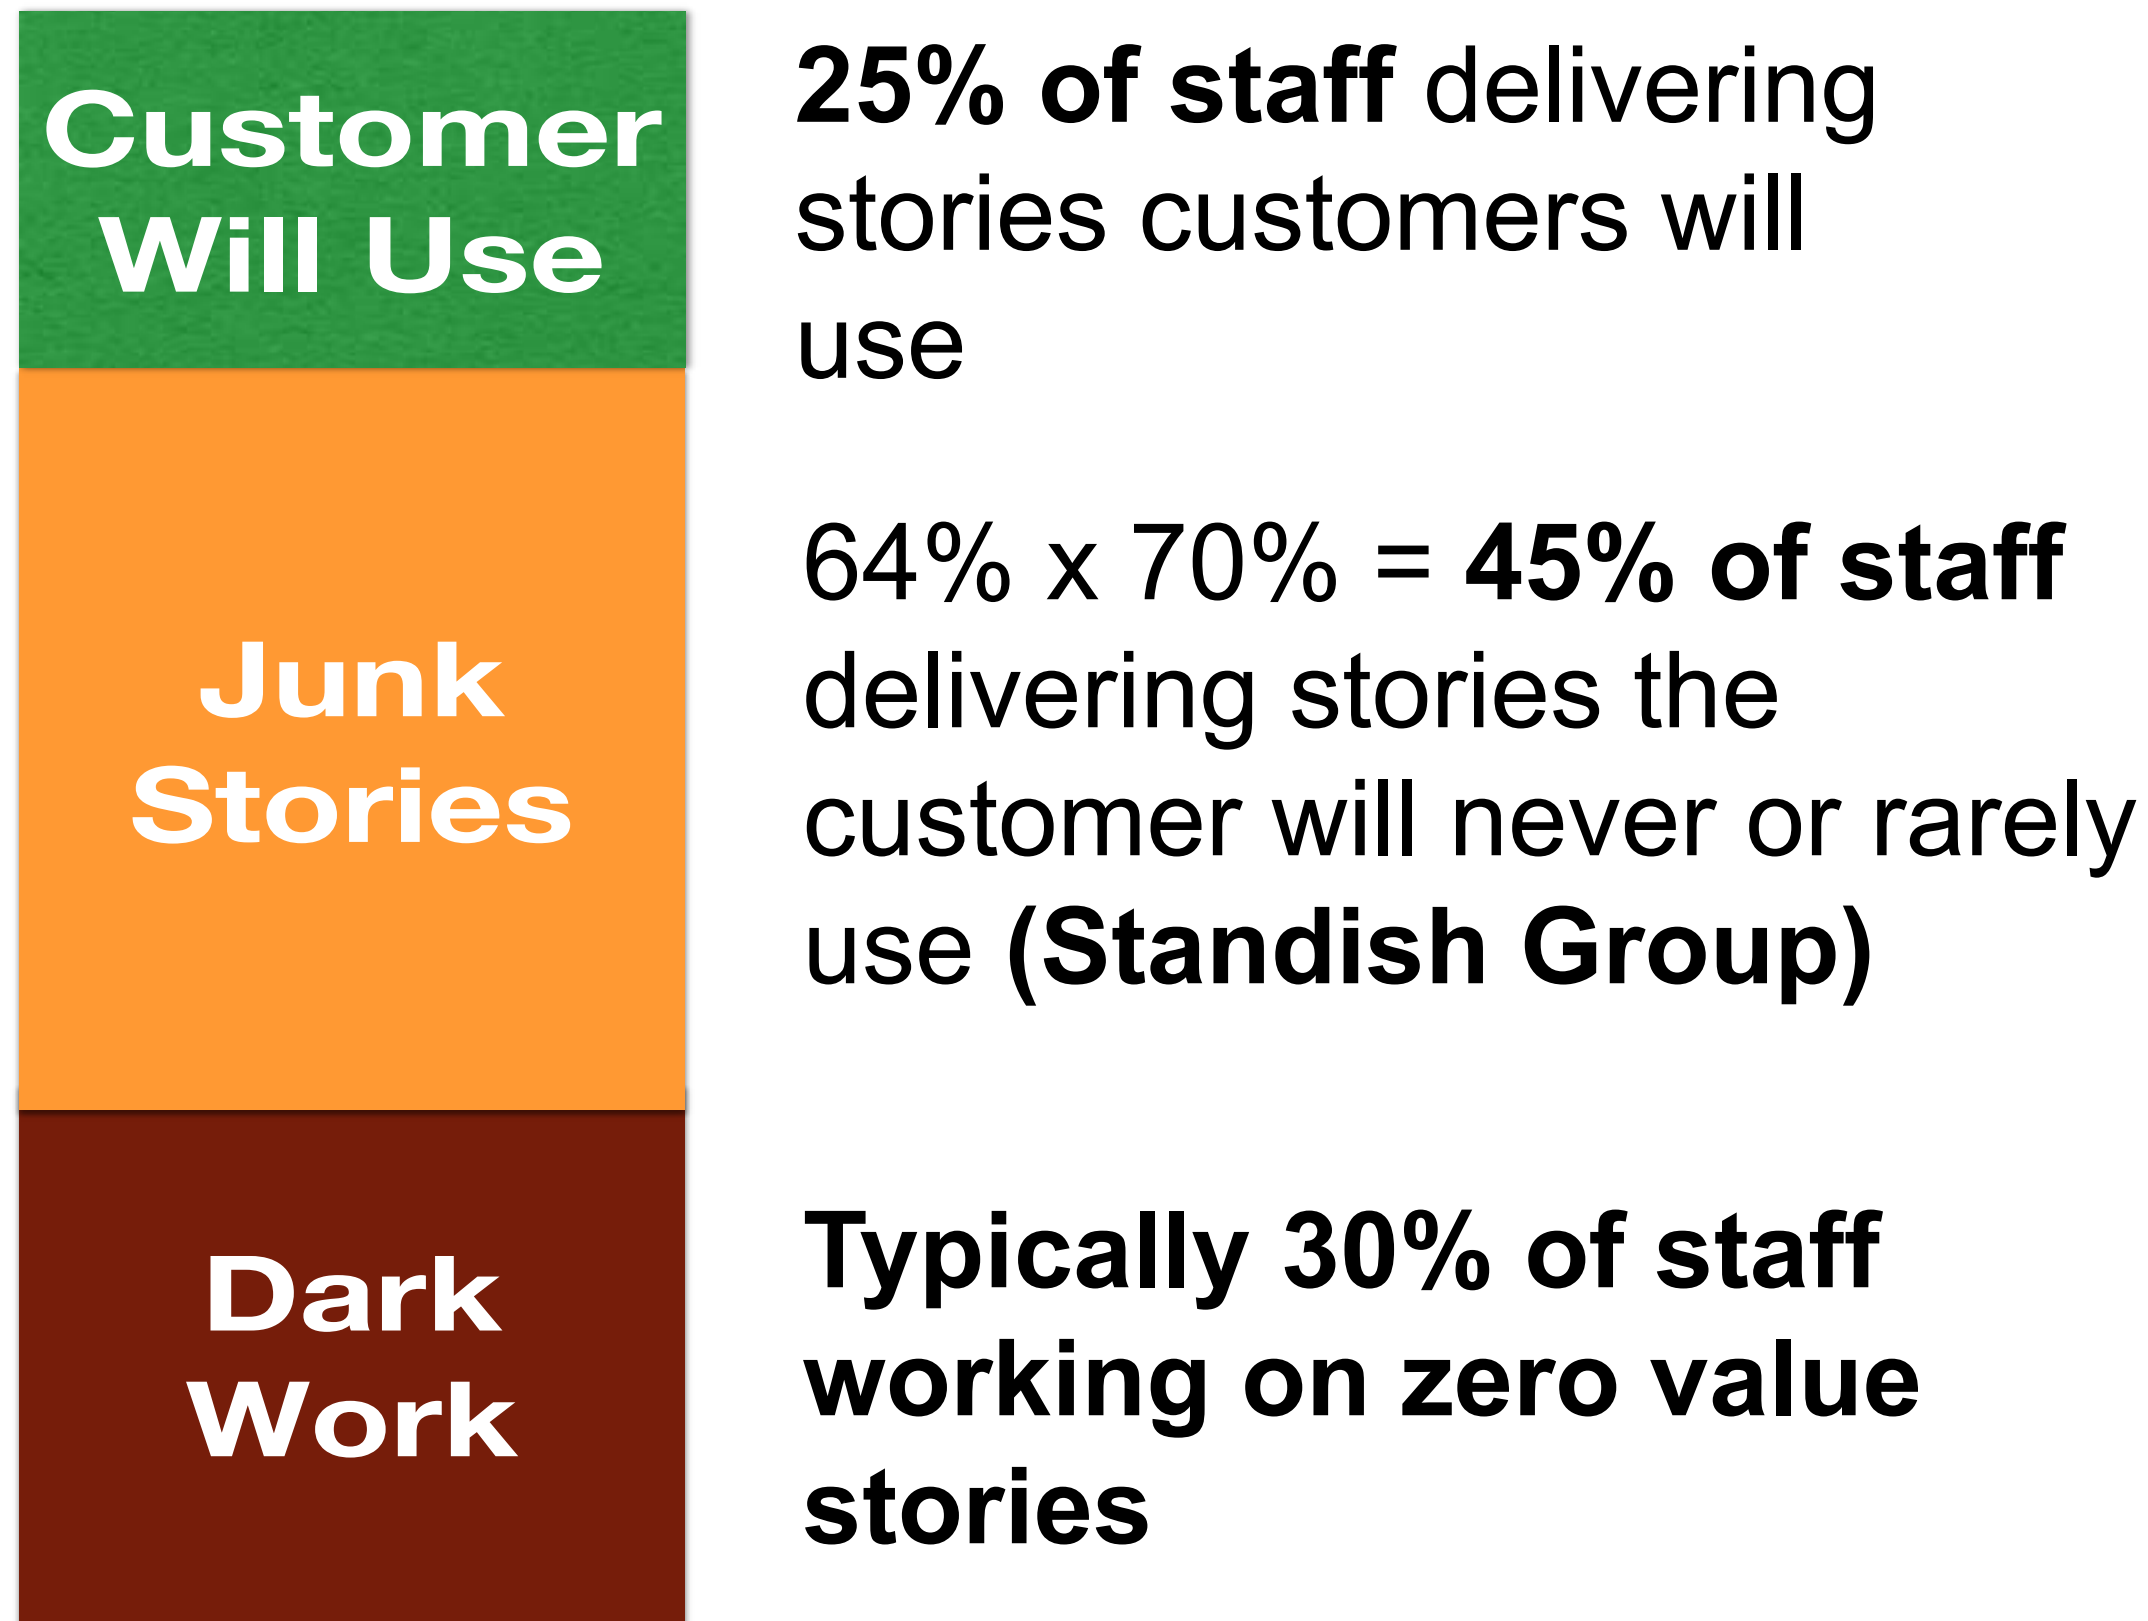 Customer
Will Use
25% of staff delivering
stories customers will
use
Junk
Stories
64% x 70% = 45% of staff
delivering stories the
customer will never or rarely
use (Standish Group)
Dark
Work
Typically 30% of staff
working on zero value
stories